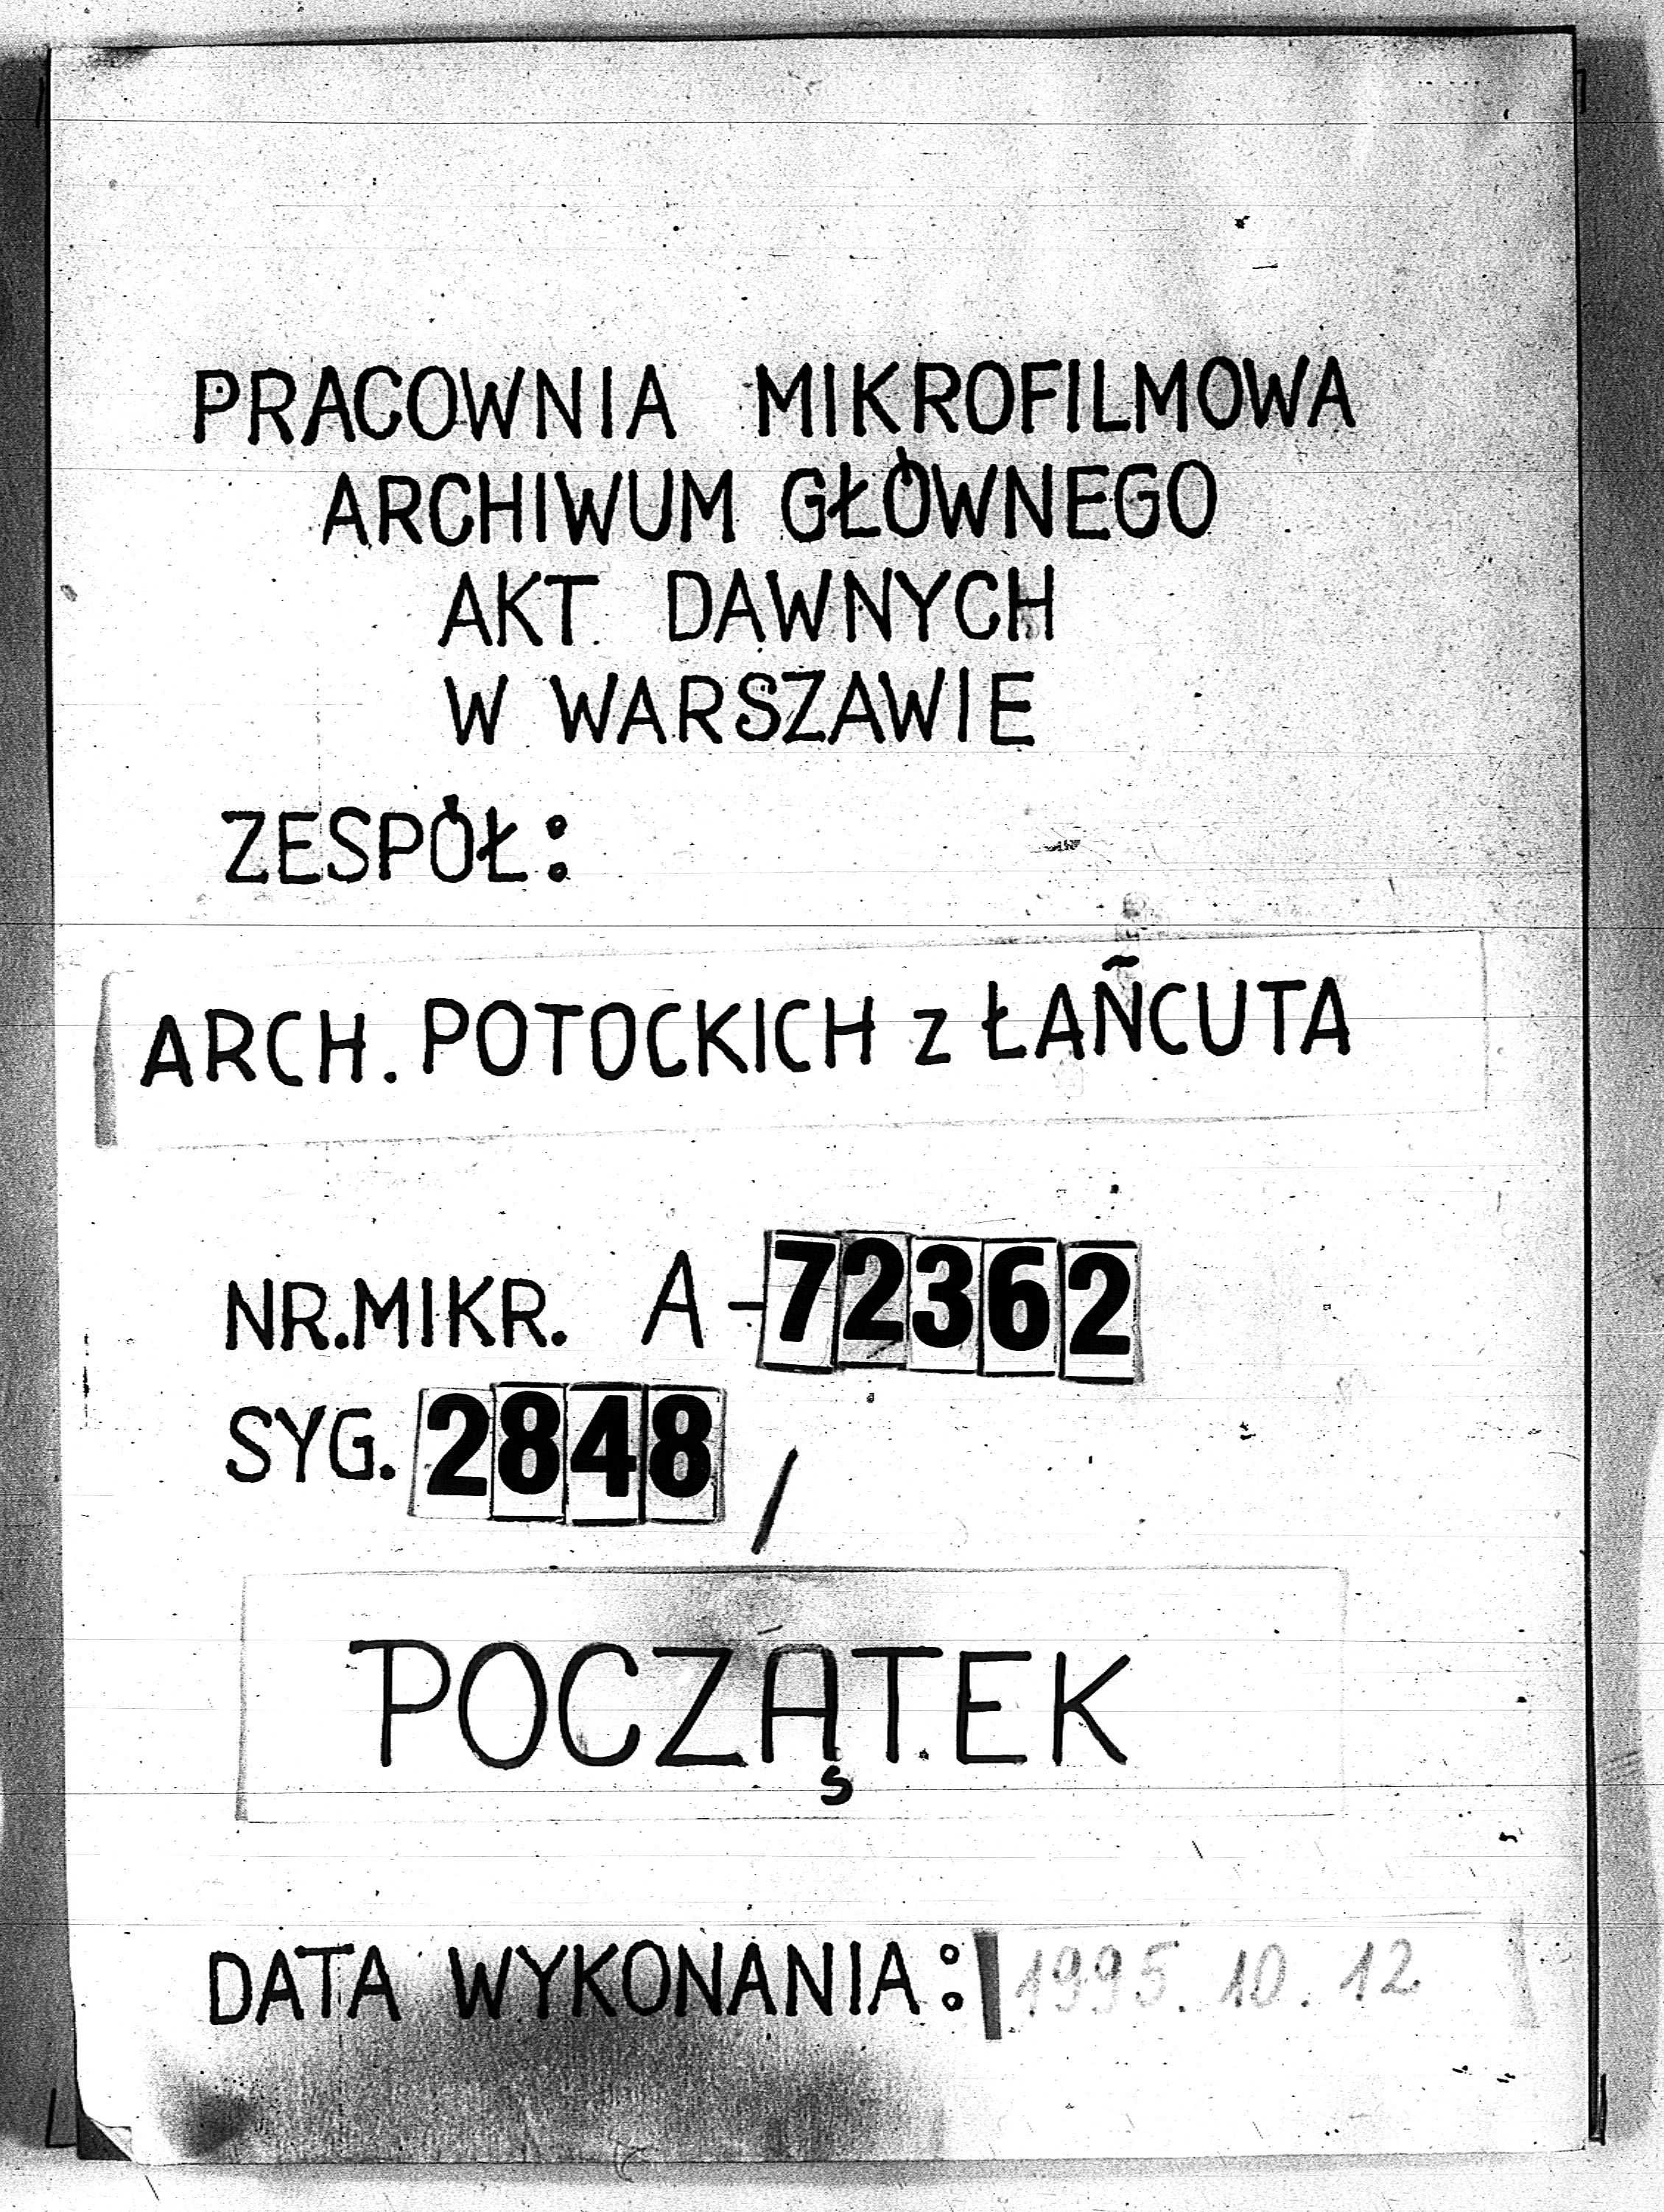 PRACOWNIA MIKROFILMOWA
ARCHIWUM GŁÓWNEGO
AKT DAWNYCH
W WARSZAWIE
ZESPÓŁ:
ARCH. POTOCKICH z ŁAŃCUTA
NR.MIKR. A-72362
SYG. 2848 /
POCZĄTEK
DATA WYKONANIA: 1995.10.12